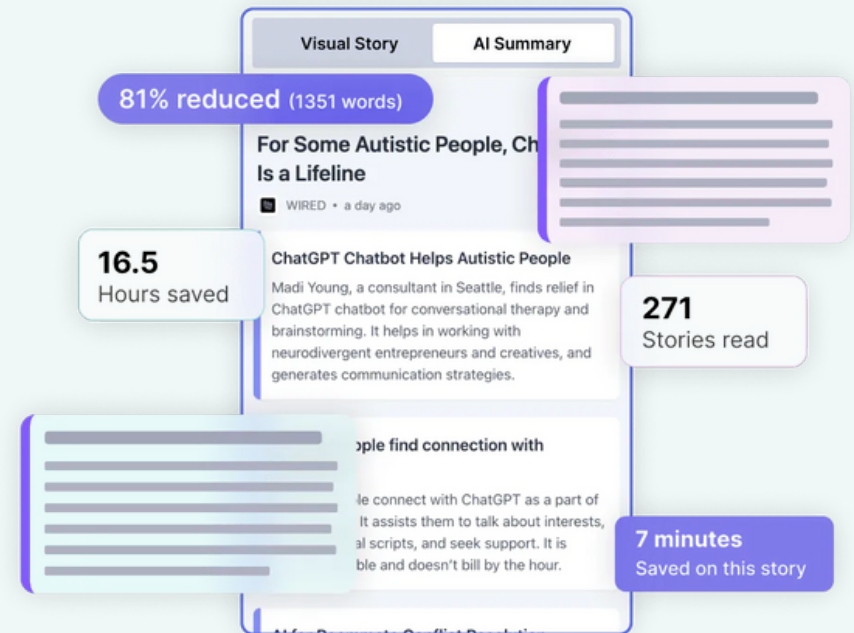 Visual Story AI Summary
81% reduced (1351 words)
For Some Autistic People, Ch
Is a Lifeline
WIRED • a day ago
16.5
Hours saved
ChatGPT Chatbot Helps Autistic People
Madi Young, a consultant in Seattle, finds relief in
ChatGPT chatbot for conversational therapy and
brainstorming. It helps in working with
neurodivergent entrepreneurs and creatives, and
generates communication strategies.
271
Stories read
find connection with
connect with ChatGPT as a part of
It assists them to talk about interests,
scripts, and seek support. It is
and doesn't bill by the hour.
7 minutes
Saved on this story